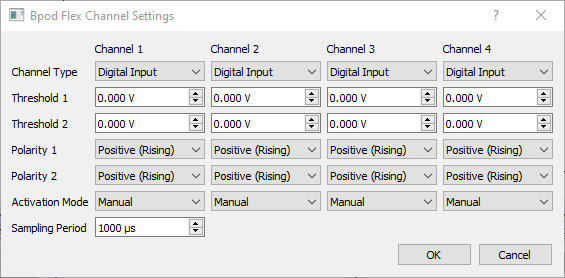 Bpod Flex Channel Settings
Channel 1 Channel 2 Channel 3 Channel 4
Channel Type Digital Input Digital Input Digital Input Digital Input
Threshold 1 0.000 V 0.000 V 0.000 V 0.000 V
Threshold 2 0.000 V 0.000 V 0.000 V 0.000 V
Polarity 1 Positive (Rising) Positive (Rising) Positive (Rising) Positive (Rising)
Polarity 2 Positive (Rising) Positive (Rising) Positive (Rising) Positive (Rising)
Activation Mode Manual Manual Manual Manual
Sampling Period 1000 µs
OK Cancel